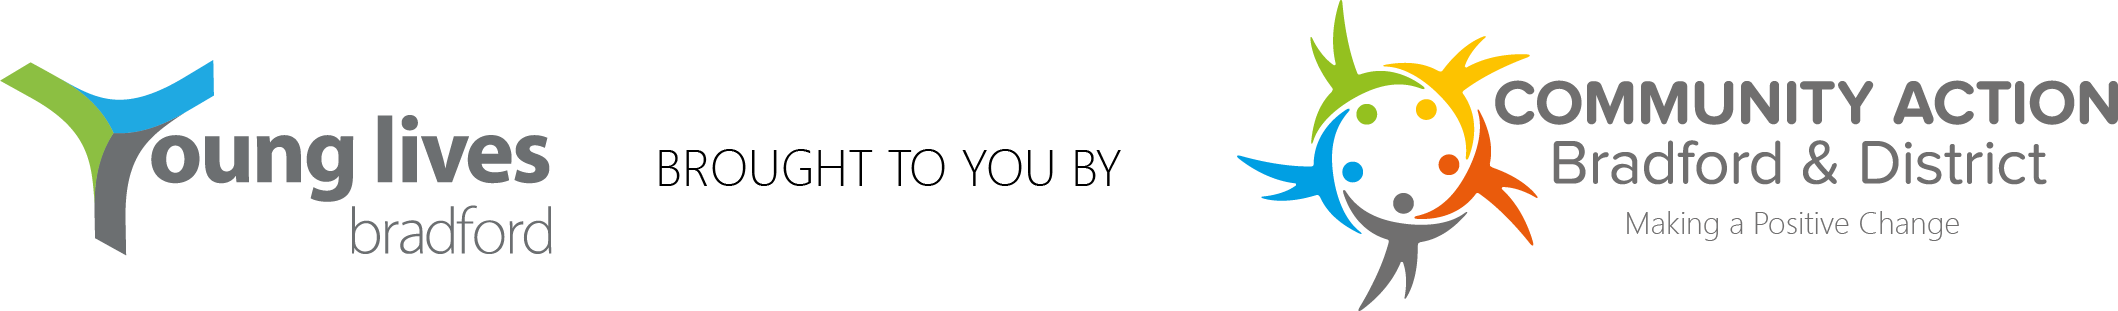 Young lives
bradford
BROUGHT TO YOU BY
COMMUNITY ACTION
Bradford & District
Making a Positive Change